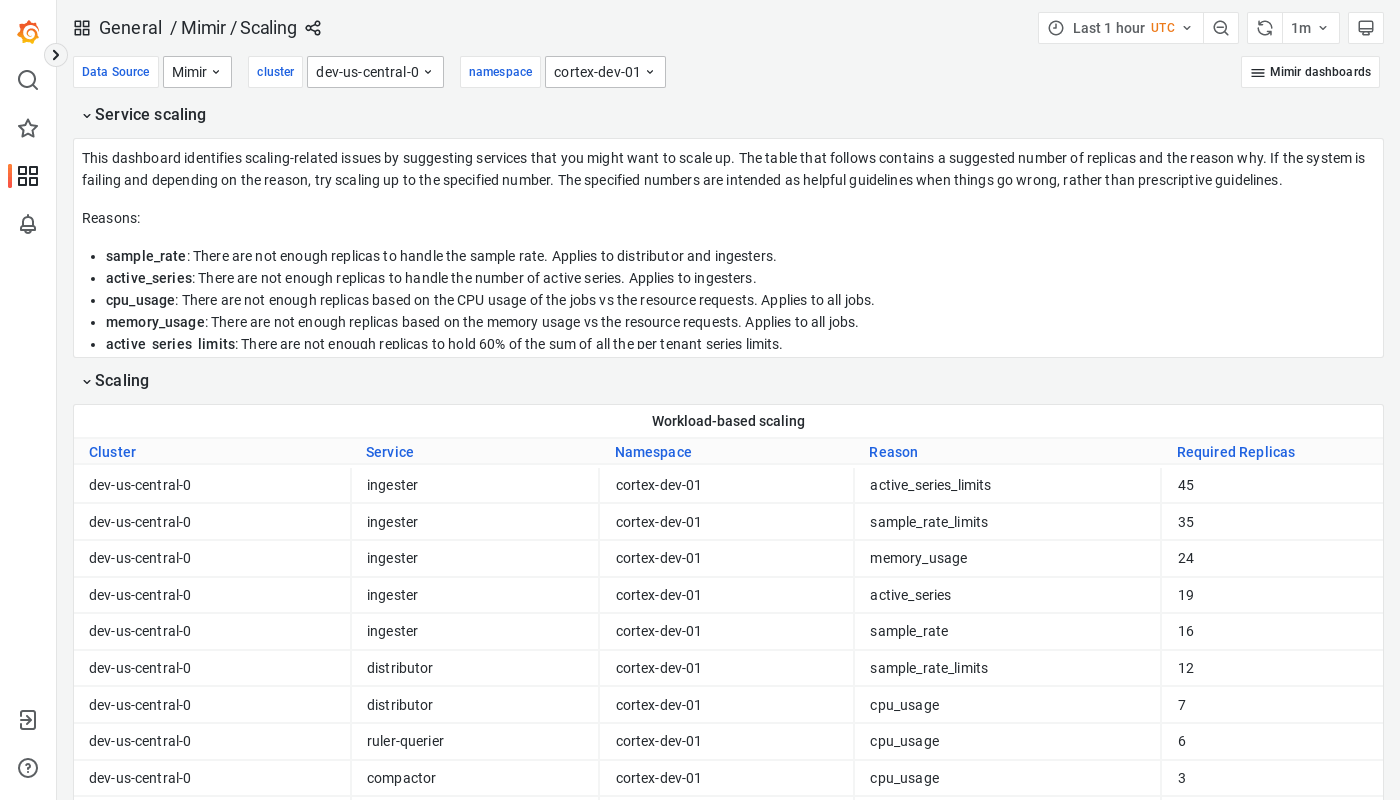 General / Mimir / Scaling
Last 1 hour UTC
1m
Data Source Mimir cluster dev-us-central-0 namespace cortex-dev-01 Mimir dashboards
Service scaling
This dashboard identifies scaling-related issues by suggesting services that you might want to scale up. The table that follows contains a suggested number of replicas and the reason why. If the system is
failing and depending on the reason, try scaling up to the specified number. The specified numbers are intended as helpful guidelines when things go wrong, rather than prescriptive guidelines.
Reasons:
• sample_rate: There are not enough replicas to handle the sample rate. Applies to distributor and ingesters.
• active_series: There are not enough replicas to handle the number of active series. Applies to ingesters.
• cpu_usage: There are not enough replicas based on the CPU usage of the jobs vs the resource requests. Applies to all jobs.
• memory_usage: There are not enough replicas based on the memory usage vs the resource requests. Applies to all jobs.
• active_series_limits: There are not enough replicas to hold 60% of the sum of all the per tenant series limits.
Scaling
Workload-based scaling
Cluster Service Namespace Reason Required Replicas
dev-us-central-0 ingester cortex-dev-01 active_series_limits 45
dev-us-central-0 ingester cortex-dev-01 sample_rate_limits 35
dev-us-central-0 ingester cortex-dev-01 memory_usage 24
dev-us-central-0 ingester cortex-dev-01 active_series 19
dev-us-central-0 ingester cortex-dev-01 sample_rate 16
dev-us-central-0 distributor cortex-dev-01 sample_rate_limits 12
dev-us-central-0 distributor cortex-dev-01 cpu_usage 7
dev-us-central-0 ruler-querier cortex-dev-01 cpu_usage 6
dev-us-central-0 compactor cortex-dev-01 cpu_usage 3